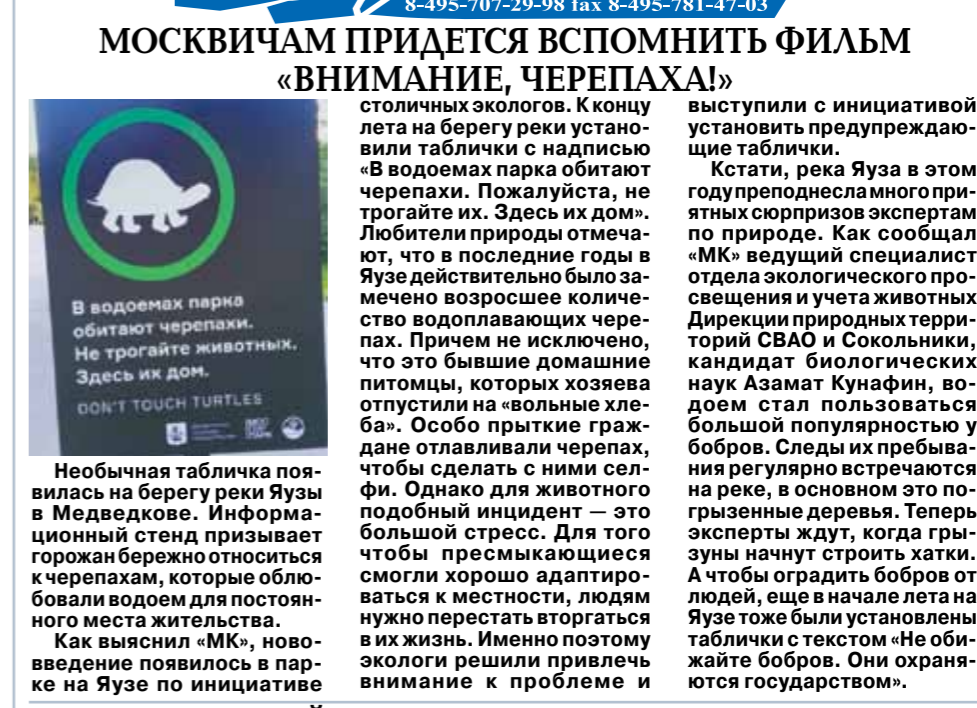 8-495-707-29-98 fax 8-495-781-47-03
МОСКВИЧАМ ПРИДЕТСЯ ВСПОМНИТЬ ФИЛЬМ
«ВНИМАНИЕ, ЧЕРЕПАХА!»
В водоемах парка
обитают черепахи.
Не трогайте животных.
Здесь их дом.
DON'T TOUCH TURTLES
Необычная табличка поя-
вилась на берегу реки Яузы
в Медведкове. Информа-
ционный стенд призывает
горожан бережно относиться
к черепахам, которые облю-
бовали водоем для постоян-
ного места жительства.
Как выяснил «МК», ново-
введение появилось в пар-
ке на Яузе по инициативе
столичных экологов. К концу
лета на берегу реки устано-
вили таблички с надписью
«В водоемах парка обитают
черепахи. Пожалуйста, не
трогайте их. Здесь их дом».
Любители природы отмеча-
ют, что в последние годы в
Яузе действительно было за-
мечено возросшее количе-
ство водоплавающих чере-
пах. Причем не исключено,
что это бывшие домашние
питомцы, которых хозяева
отпустили на «вольные хле-
ба». Особо прыткие граж-
дане отлавливали черепах,
чтобы сделать с ними сел-
фи. Однако для животного
подобный инцидент — это
большой стресс. Для того
чтобы пресмыкающиеся
смогли хорошо адаптиро-
ваться к местности, людям
нужно перестать вторгаться
в их жизнь. Именно поэтому
экологи решили привлечь
внимание к проблеме и
выступили с инициативой
установить предупреждаю-
щие таблички.
Кстати, река Яуза в этом
году преподнесла много при-
ятных сюрпризов экспертам
по природе. Как сообщал
«МК» ведущий специалист
отдела экологического про-
свещения и учета животных
Дирекции природных терри-
торий СВАО и Сокольники,
кандидат биологических
наук Азамат Кунафин, во-
доем стал пользоваться
большой популярностью у
бобров. Следы их пребыва-
ния регулярно встречаются
на реке, в основном это по-
грызенные деревья. Теперь
эксперты ждут, когда гры-
зуны начнут строить хатки.
А чтобы оградить бобров от
людей, еще в начале лета на
Яузе тоже были установлены
таблички с текстом «Не оби-
жайте бобров. Они охраня-
ются государством».